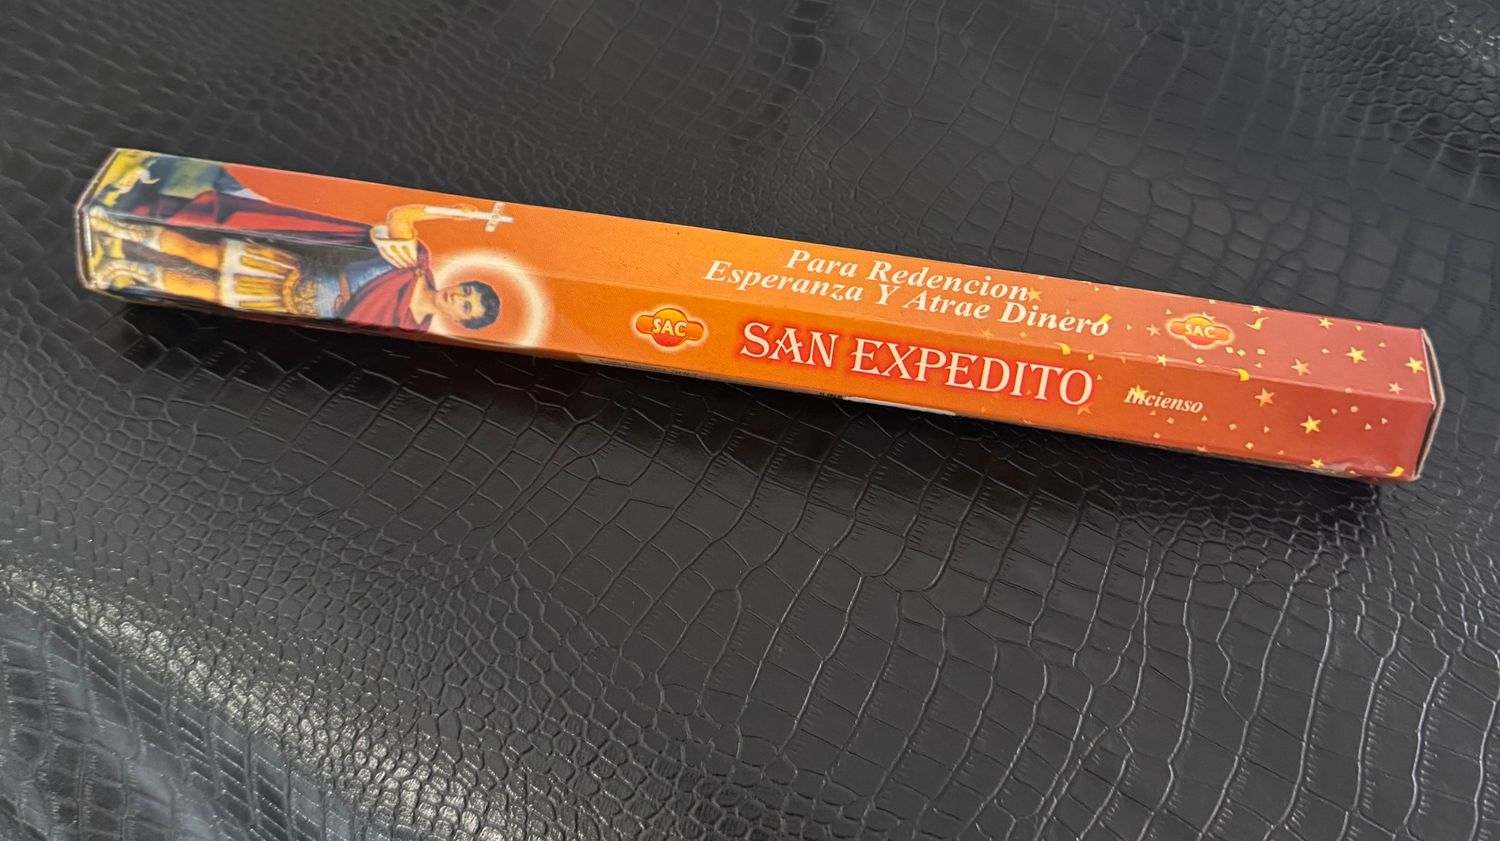 Para Redencion
Esperanza Y Atrae Dinero
SAC
SAC
SAN EXPEDITO
Incienso